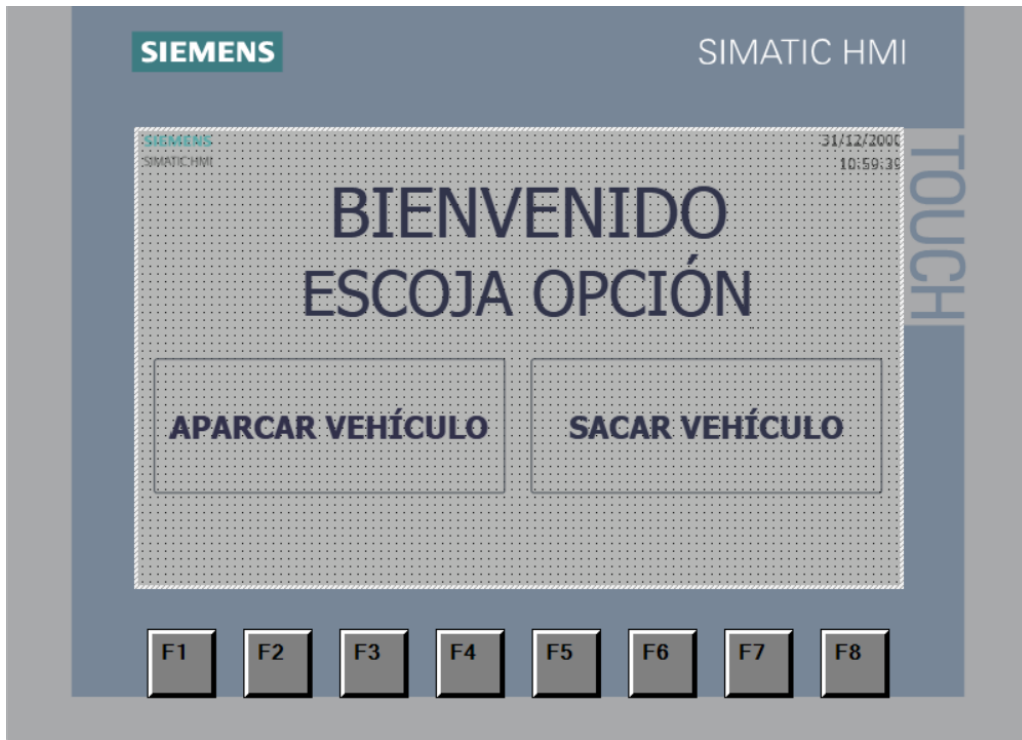 SIEMENS
SIMATIC HMI
SIEMENS
SIMATIC HMI
31/12/2000
10:59:39
TOUCH
BIENVENIDO
ESCOJA OPCIÓN
APARCAR VEHÍCULO
SACAR VEHÍCULO
F1
F2
F3
F4
F5
F6
F7
F8